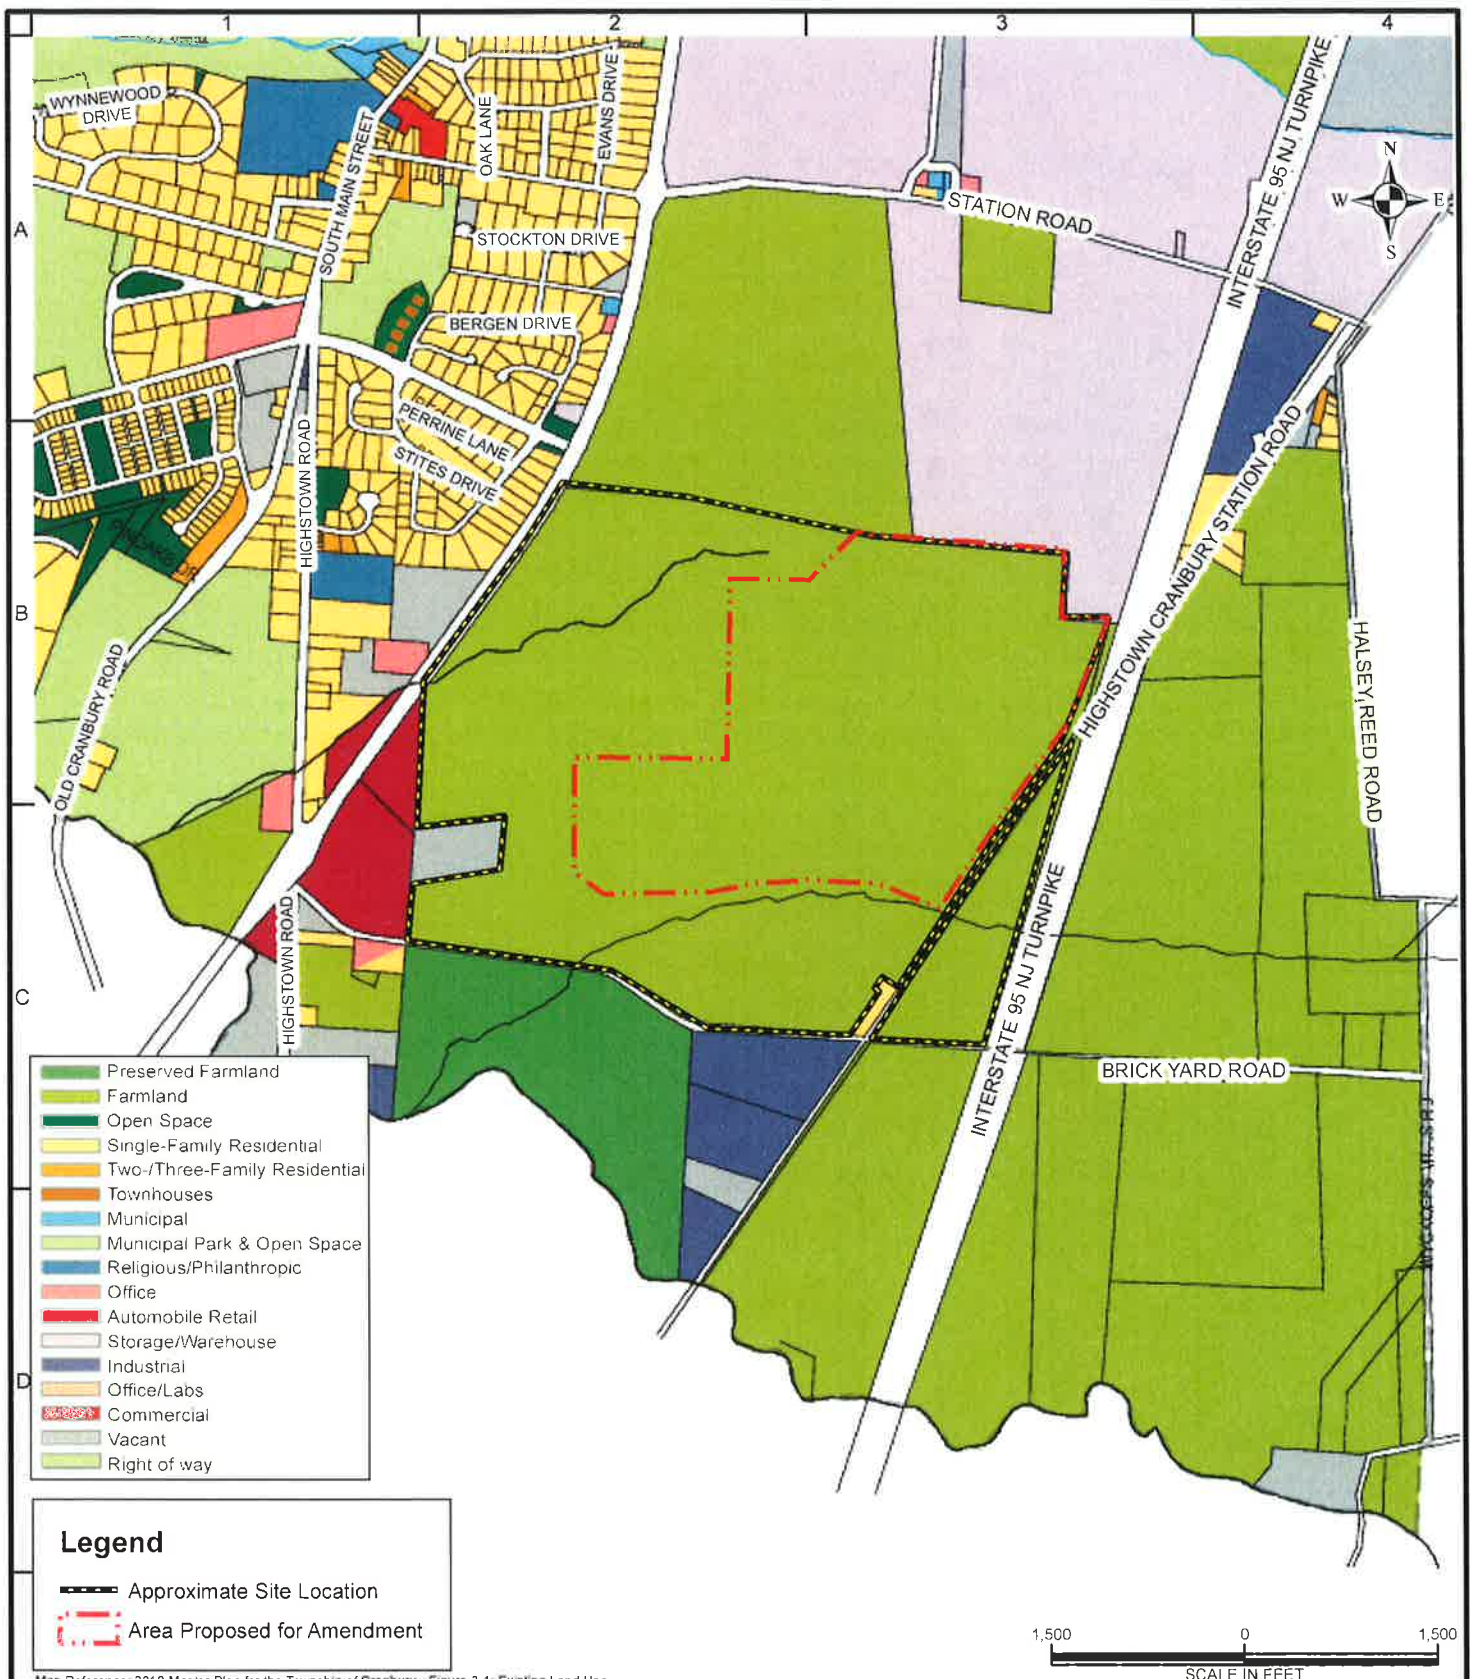 1
2
3
4
A
B
C
D
WYNNEWOOD
DRIVE
SOUTH MAIN STREET
OAK LANE
EVANS DRIVE
STOCKTON DRIVE
BERGEN DRIVE
PERRINE LANE
STITES DRIVE
HIGHSTOWN ROAD
OLD CRANBURY ROAD
HIGHSTOWN ROAD
STATION ROAD
INTERSTATE 95 NJ TURNPIKE
N
W
E
S
HIGHSTOWN CRANBURY STATION ROAD
HALSEY REED ROAD
INTERSTATE 95 NJ TURNPIKE
BRICK YARD ROAD
Preserved Farmland
Farmland
Open Space
Single-Family Residential
Two-/Three-Family Residential
Townhouses
Municipal
Municipal Park & Open Space
Religious/Philanthropic
Office
Automobile Retail
Storage/Warehouse
Industrial
Office/Labs
Commercial
Vacant
Right of way
Legend
Approximate Site Location
Area Proposed for Amendment
1,500
0
1,500
SCALE IN FEET